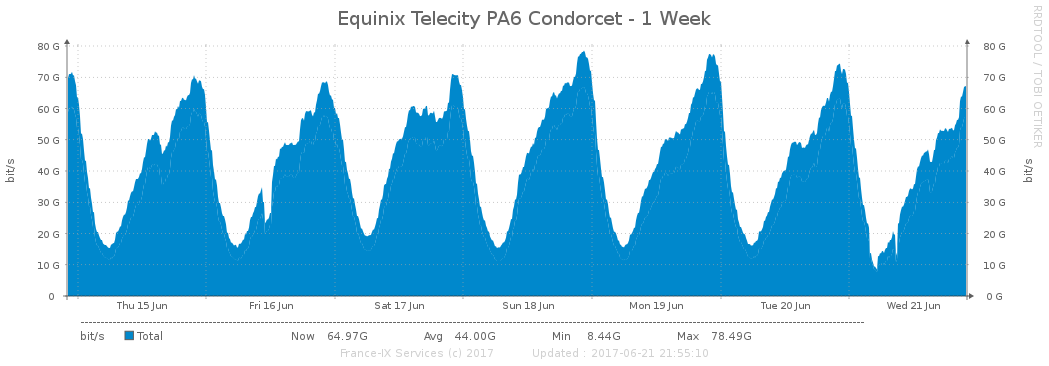 Equinix Telecity PA6 Condorcet - 1 Week
RRDTOOL / TOBI OETIKER
bit/s
80 G 80 G
70 G 70 G
60 G 60 G
50 G 50 G
40 G 40 G
30 G 30 G
20 G 20 G
10 G 10 G
0 0 G
bit/s
Thu 15 Jun Fri 16 Jun Sat 17 Jun Sun 18 Jun Mon 19 Jun Tue 20 Jun Wed 21 Jun
bit/s Total Now 64.97G Avg 44.00G Min 8.44G Max 78.49G
France-IX Services (c) 2017 Updated : 2017-06-21 21:55:10